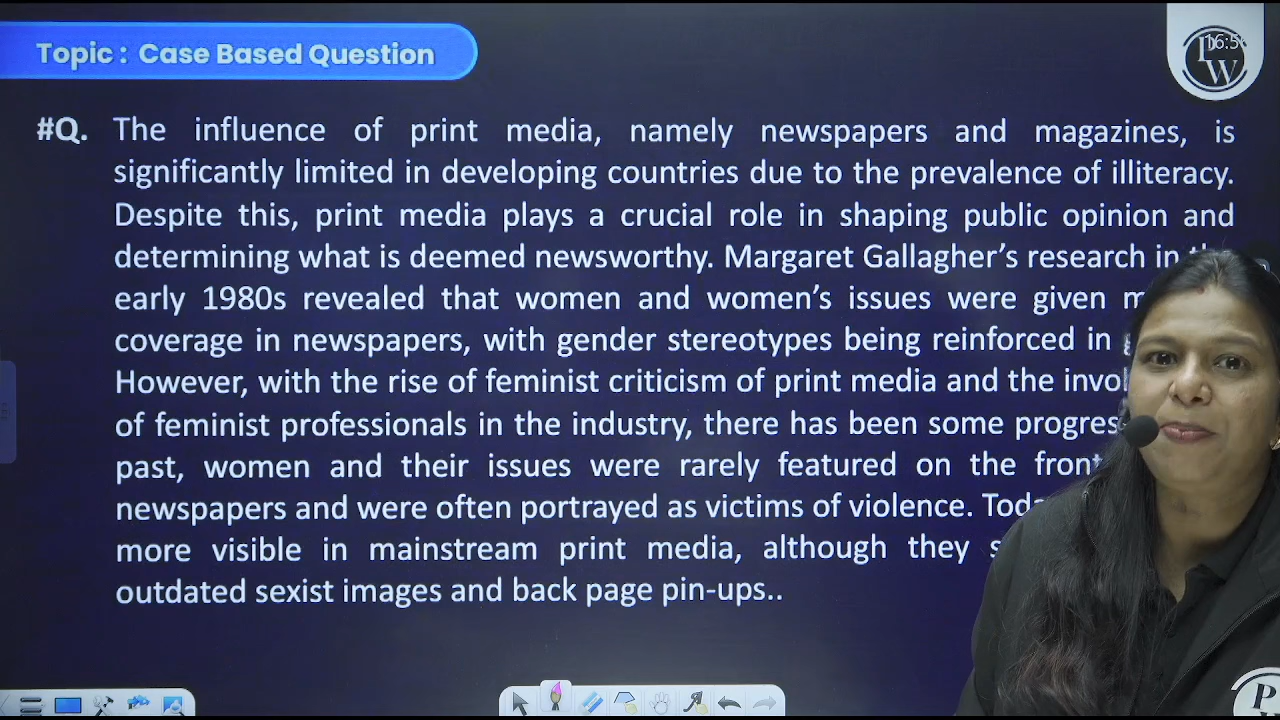 Topic : Case Based Question
16:5
PW
#Q. The influence of print media, namely newspapers and magazines, is
significantly limited in developing countries due to the prevalence of illiteracy.
Despite this, print media plays a crucial role in shaping public opinion and
determining what is deemed newsworthy. Margaret Gallagher's research in
early 1980s revealed that women and women's issues were given
coverage in newspapers, with gender stereotypes being reinforced in
However, with the rise of feminist criticism of print media and the
of feminist professionals in the industry, there has been some
past, women and their issues were rarely featured on the front
newspapers and were often portrayed as victims of violence.
more visible in mainstream print media, although they
outdated sexist images and back page pin-ups..
P